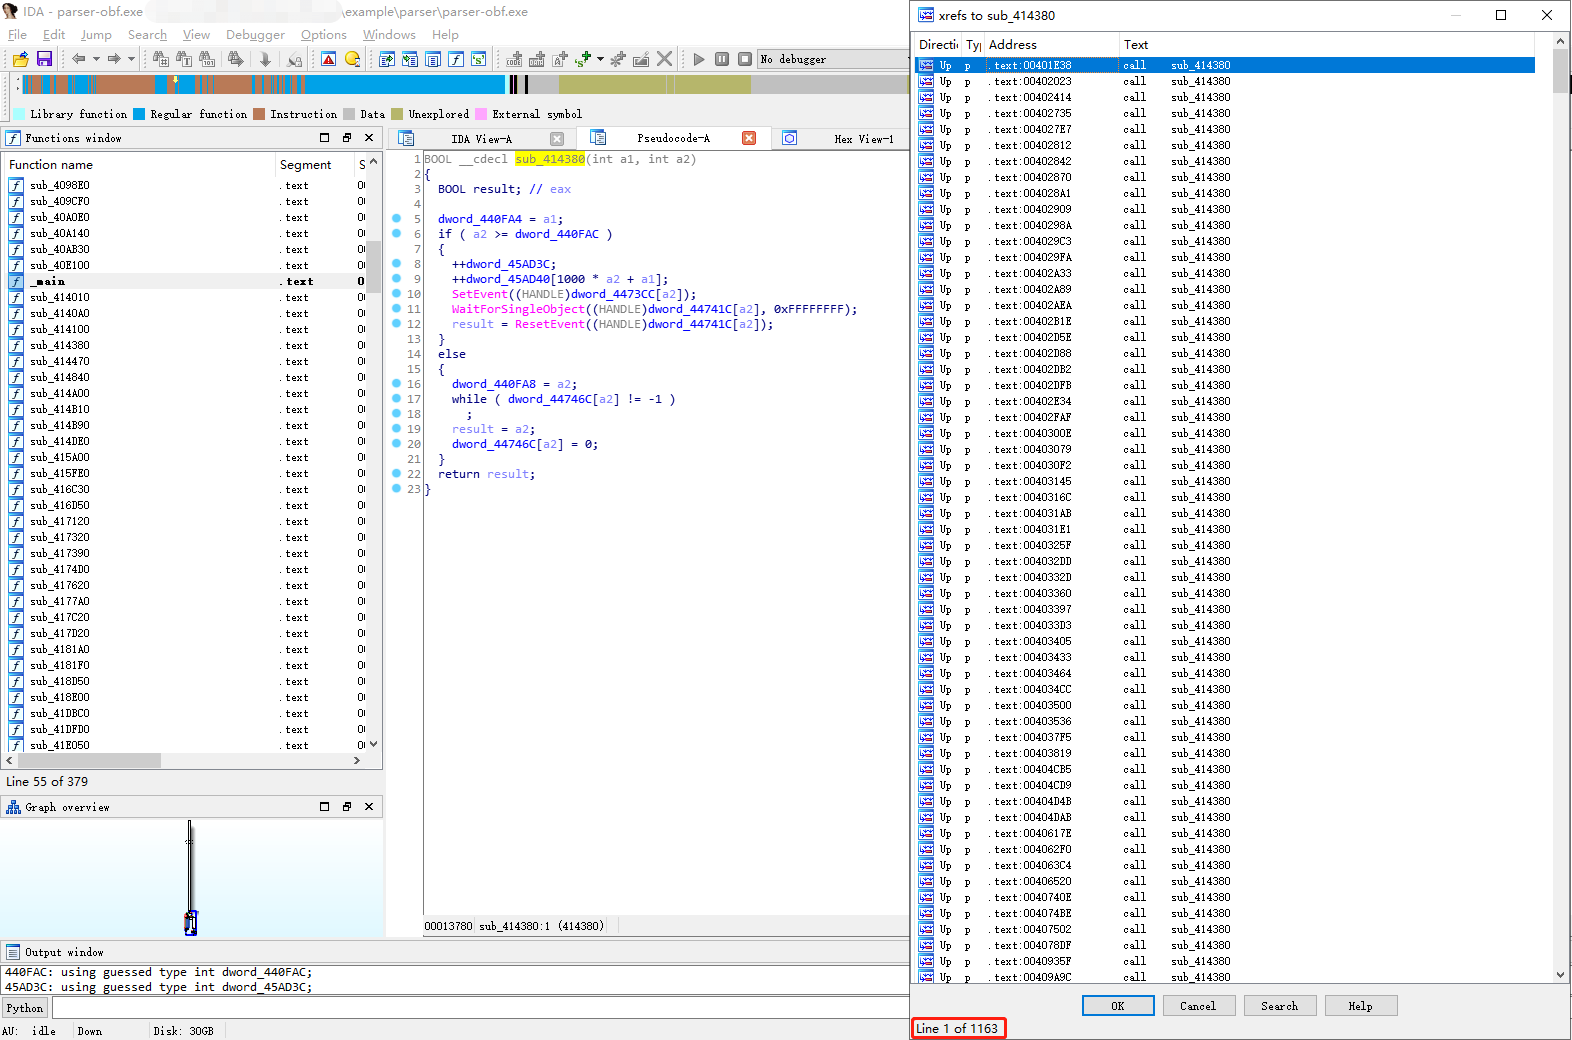 IDA - parser-obf.exe \example\parser\parser-obf.exe
File Edit Jump Search View Debugger Options Windows Help
No debugger
Library function Regular function Instruction Data Unexplored External symbol
Functions window
IDA View-A Pseudocode-A Hex View-1
Function name Segment S
sub_4098E0 .text 0
sub_409CF0 .text 0
sub_40A0E0 .text 0
sub_40A140 .text 0
sub_40AB30 .text 0
sub_40E100 .text 0
_main .text 0
sub_414010 .text 0
sub_4140A0 .text 0
sub_414100 .text 0
sub_414380 .text 0
sub_414470 .text 0
sub_414840 .text 0
sub_414A00 .text 0
sub_414B10 .text 0
sub_414B90 .text 0
sub_414DE0 .text 0
sub_415A00 .text 0
sub_415FE0 .text 0
sub_416C30 .text 0
sub_416D50 .text 0
sub_417120 .text 0
sub_417320 .text 0
sub_417390 .text 0
sub_4174D0 .text 0
sub_417620 .text 0
sub_4177A0 .text 0
sub_417C20 .text 0
sub_417D20 .text 0
sub_4181A0 .text 0
sub_4181F0 .text 0
sub_418D50 .text 0
sub_418E00 .text 0
sub_41DBC0 .text 0
sub_41DFD0 .text 0
sub_41E050 .text 0
Line 55 of 379
Graph overview
1 BOOL __cdecl sub_414380(int a1, int a2)
2 {
3 BOOL result; // eax
4
5 dword_440FA4 = a1;
6 if ( a2 >= dword_440FAC )
7 {
8 ++dword_45AD3C;
9 ++dword_45AD40[1000 * a2 + a1];
10 SetEvent((HANDLE)dword_4473CC[a2]);
11 WaitForSingleObject((HANDLE)dword_44741C[a2], 0xFFFFFFFF);
12 result = ResetEvent((HANDLE)dword_44741C[a2]);
13 }
14 else
15 {
16 dword_440FA8 = a2;
17 while ( dword_44746C[a2] != -1 )
18 ;
19 result = a2;
20 dword_44746C[a2] = 0;
21 }
22 return result;
23 }
00013780 sub_414380:1 (414380)
Output window
440FAC: using guessed type int dword_440FAC;
45AD3C: using guessed type int dword_45AD3C;
Python
AU: idle Down Disk: 30GB
xrefs to sub_414380
Directi Ty Address Text
Up p .text:00401E38 call sub_414380
Up p .text:00402023 call sub_414380
Up p .text:00402414 call sub_414380
Up p .text:00402735 call sub_414380
Up p .text:004027E7 call sub_414380
Up p .text:00402812 call sub_414380
Up p .text:00402842 call sub_414380
Up p .text:00402870 call sub_414380
Up p .text:004028A1 call sub_414380
Up p .text:00402909 call sub_414380
Up p .text:0040298A call sub_414380
Up p .text:004029C3 call sub_414380
Up p .text:004029FA call sub_414380
Up p .text:00402A33 call sub_414380
Up p .text:00402A89 call sub_414380
Up p .text:00402AEA call sub_414380
Up p .text:00402B1E call sub_414380
Up p .text:00402D5E call sub_414380
Up p .text:00402D88 call sub_414380
Up p .text:00402DB2 call sub_414380
Up p .text:00402DFB call sub_414380
Up p .text:00402E34 call sub_414380
Up p .text:00402FAF call sub_414380
Up p .text:0040300E call sub_414380
Up p .text:00403079 call sub_414380
Up p .text:004030F2 call sub_414380
Up p .text:00403145 call sub_414380
Up p .text:0040316C call sub_414380
Up p .text:004031AB call sub_414380
Up p .text:004031E1 call sub_414380
Up p .text:0040325F call sub_414380
Up p .text:004032DD call sub_414380
Up p .text:0040332D call sub_414380
Up p .text:00403360 call sub_414380
Up p .text:00403397 call sub_414380
Up p .text:004033D3 call sub_414380
Up p .text:00403405 call sub_414380
Up p .text:00403433 call sub_414380
Up p .text:00403464 call sub_414380
Up p .text:004034CC call sub_414380
Up p .text:00403500 call sub_414380
Up p .text:00403536 call sub_414380
Up p .text:004037F5 call sub_414380
Up p .text:00403819 call sub_414380
Up p .text:00404CB5 call sub_414380
Up p .text:00404CD9 call sub_414380
Up p .text:00404D4B call sub_414380
Up p .text:00404DAB call sub_414380
Up p .text:0040617E call sub_414380
Up p .text:004062F0 call sub_414380
Up p .text:004063C4 call sub_414380
Up p .text:00406520 call sub_414380
Up p .text:0040740E call sub_414380
Up p .text:004074BE call sub_414380
Up p .text:00407502 call sub_414380
Up p .text:004078DF call sub_414380
Up p .text:0040935F call sub_414380
Up p .text:00409A9C call sub_414380
OK Cancel Search Help
Line 1 of 1163